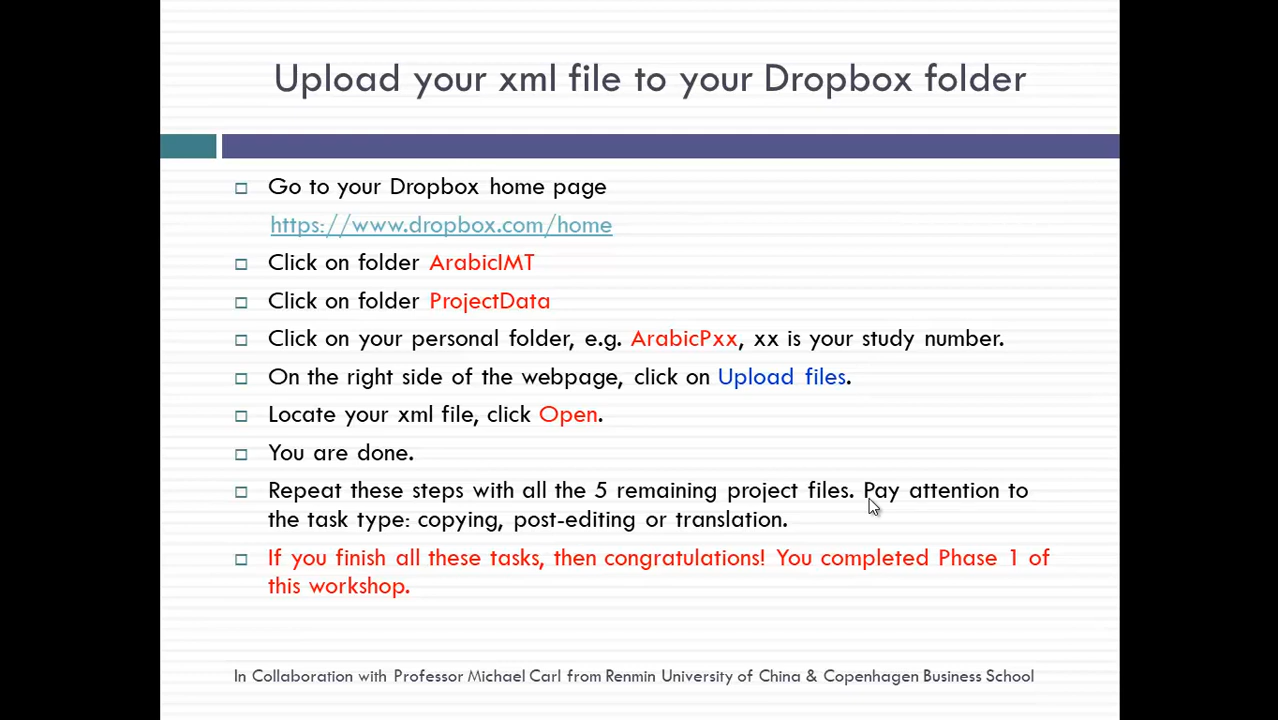 Upload your xml file to your Dropbox folder
Go to your Dropbox home page
https://www.dropbox.com/home
Click on folder ArabicIMT
Click on folder ProjectData
Click on your personal folder, e.g. ArabicPxx, xx is your study number.
On the right side of the webpage, click on Upload files.
Locate your xml file, click Open.
You are done.
Repeat these steps with all the 5 remaining project files. Pay attention to
the task type: copying, post-editing or translation.
If you finish all these tasks, then congratulations! You completed Phase 1 of
this workshop.
In Collaboration with Professor Michael Carl from Renmin University of China & Copenhagen Business School